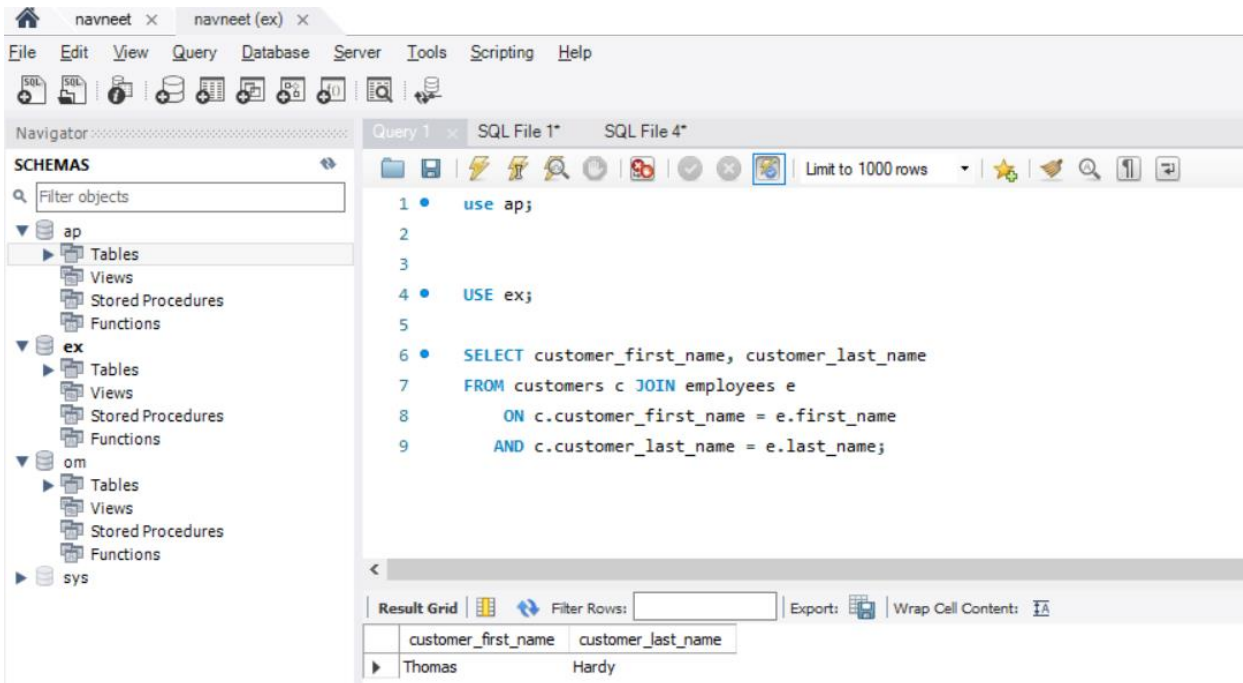 navneet × navneet (ex) ×
File Edit View Query Database Server Tools Scripting Help
Navigator
SCHEMAS
Filter objects
ap
Tables
Views
Stored Procedures
Functions
ex
Tables
Views
Stored Procedures
Functions
om
Tables
Views
Stored Procedures
Functions
sys
Query 1 × SQL File 1* SQL File 4*
Limit to 1000 rows
1 use ap;
2
3
4 USE ex;
5
6 SELECT customer_first_name, customer_last_name
7 FROM customers c JOIN employees e
8 ON c.customer_first_name = e.first_name
9 AND c.customer_last_name = e.last_name;
Result Grid Filter Rows: Export: Wrap Cell Content: IA
customer_first_name customer_last_name
Thomas Hardy